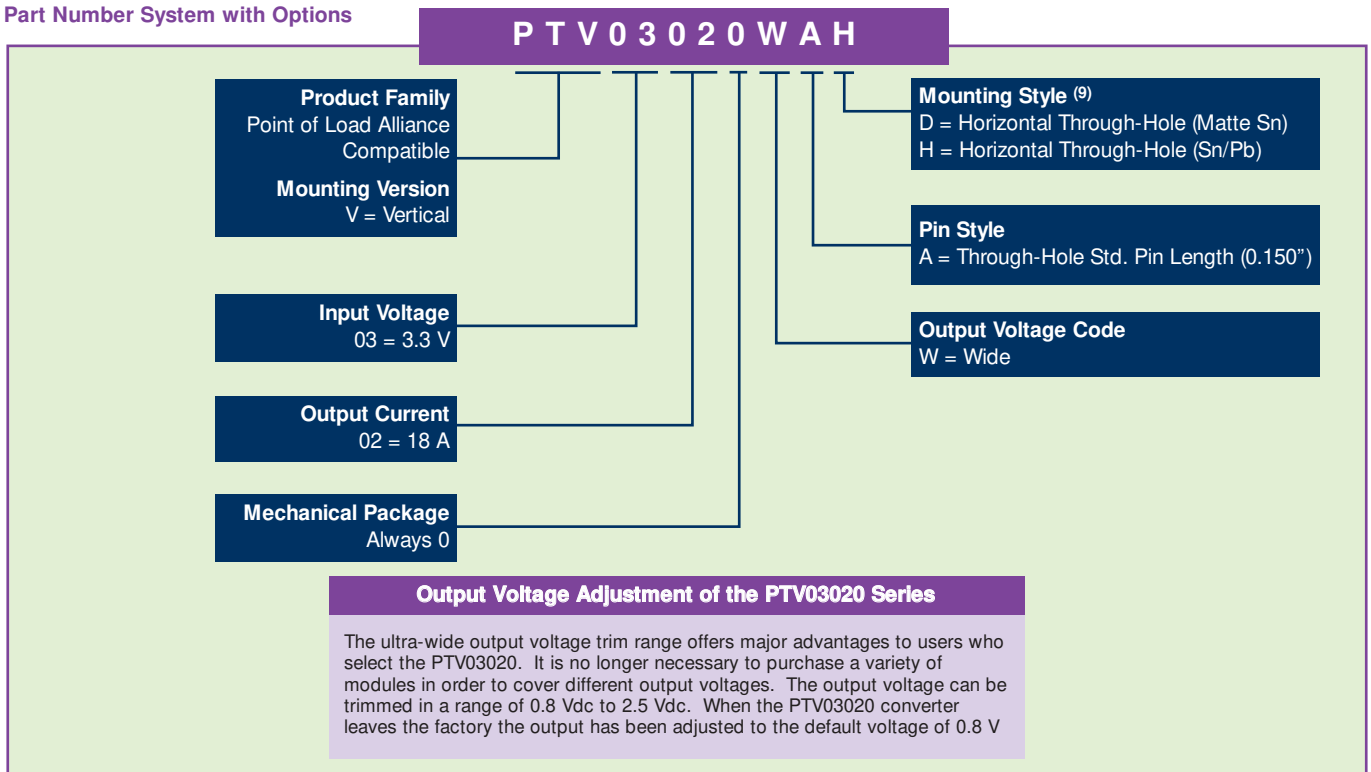 Part Number System with Options
P T V 0 3 0 2 0 W A H
Product Family
Point of Load Alliance
Compatible
Mounting Version
V = Vertical
Input Voltage
03 = 3.3 V
Output Current
02 = 18 A
Mechanical Package
Always 0
Mounting Style (9)
D = Horizontal Through-Hole (Matte Sn)
H = Horizontal Through-Hole (Sn/Pb)
Pin Style
A = Through-Hole Std. Pin Length (0.150”)
Output Voltage Code
W = Wide
Output Voltage Adjustment of the PTV03020 Series
The ultra-wide output voltage trim range offers major advantages to users who
select the PTV03020. It is no longer necessary to purchase a variety of
modules in order to cover different output voltages. The output voltage can be
trimmed in a range of 0.8 Vdc to 2.5 Vdc. When the PTV03020 converter
leaves the factory the output has been adjusted to the default voltage of 0.8 V